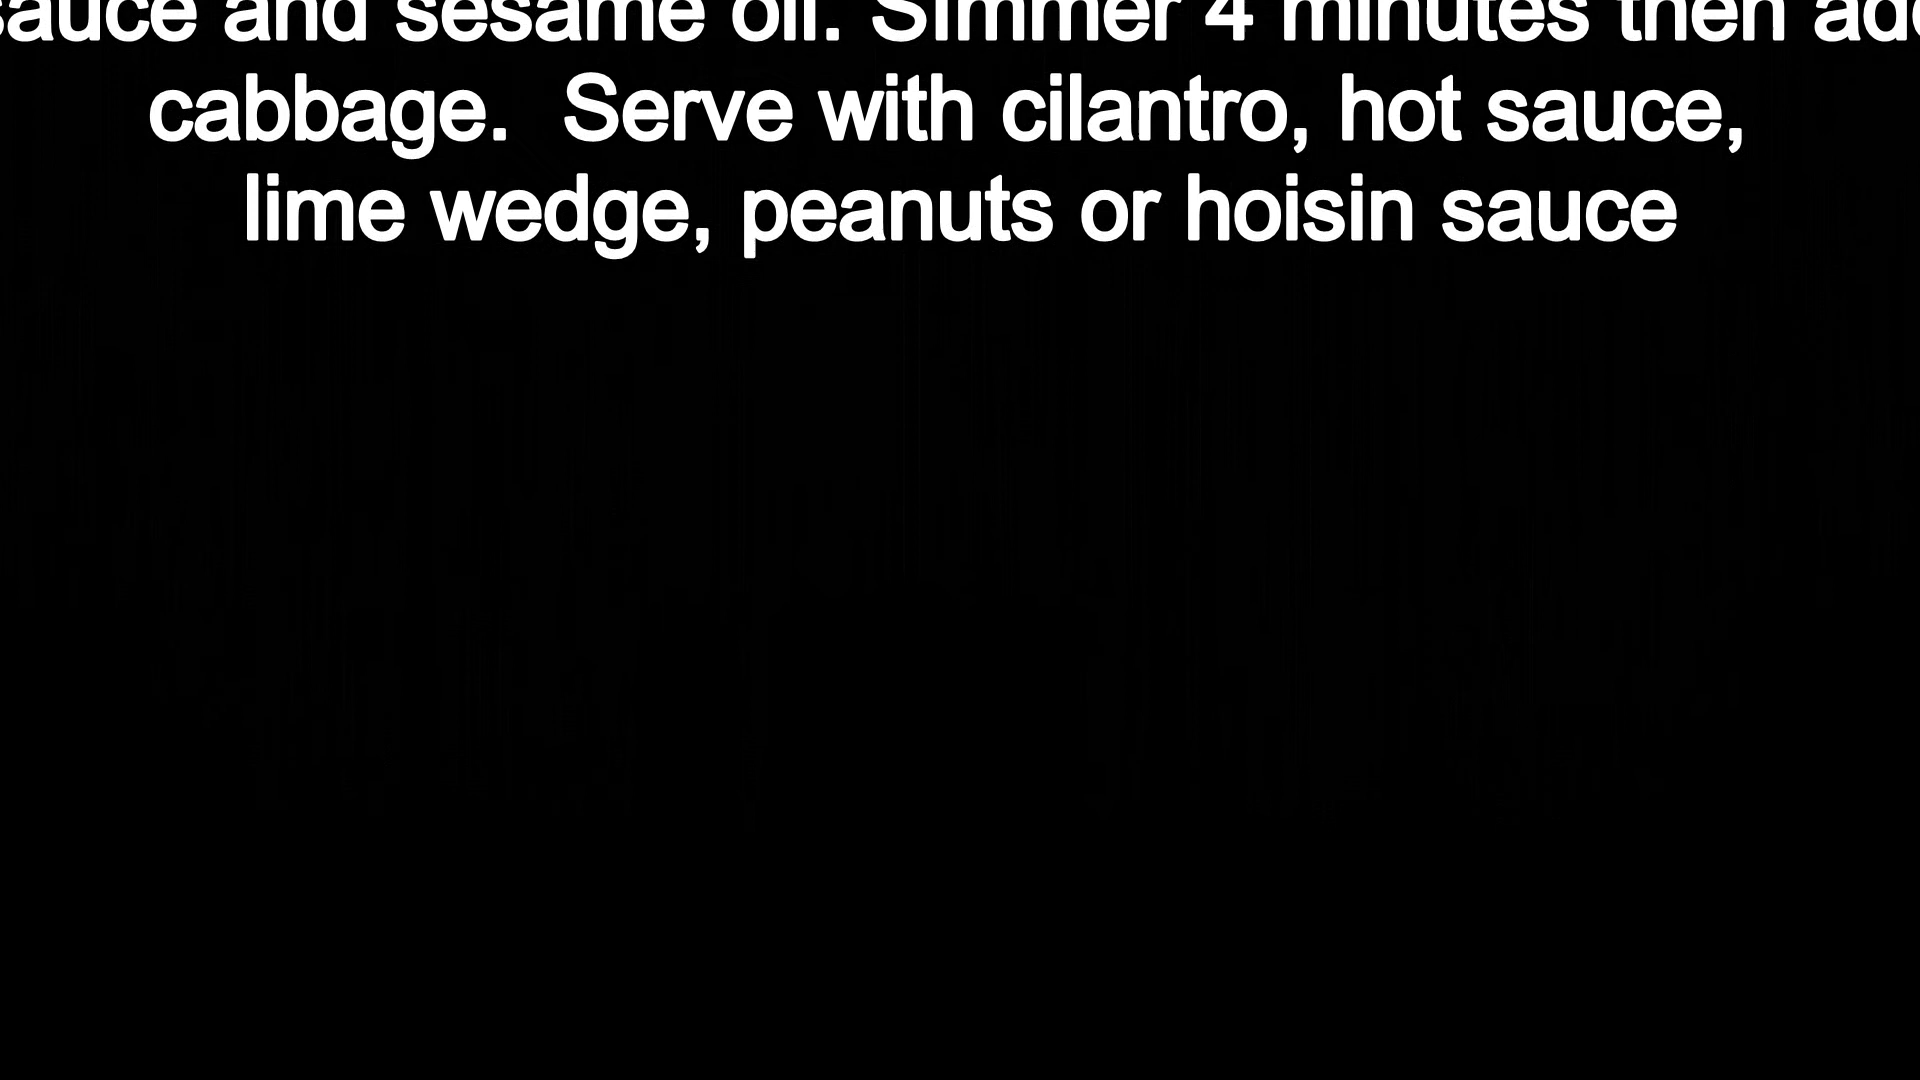 sauce and sesame oil. Simmer 4 minutes then add
cabbage.  Serve with cilantro, hot sauce,
lime wedge, peanuts or hoisin sauce